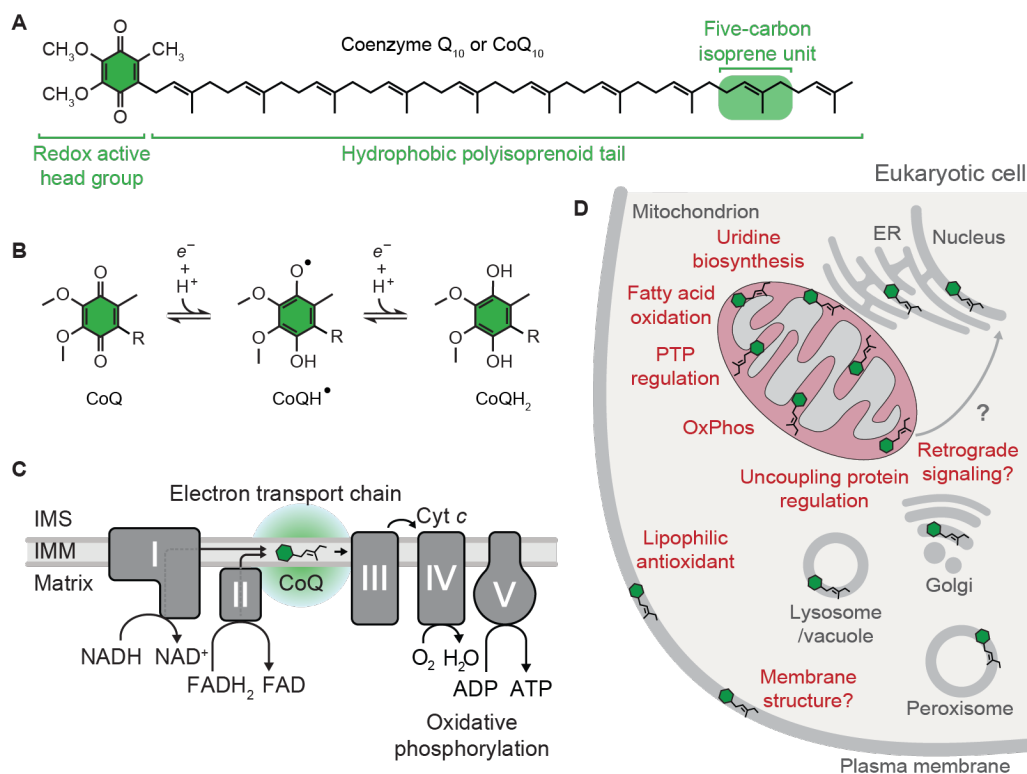 A
O
CH₃O
CH₃
CH₃O
O
Coenzyme Q₁₀ or CoQ₁₀
Five-carbon
isoprene unit
Redox active
head group
Hydrophobic polyisoprenoid tail
B
O
O
O
R
O
CoQ
e⁻
+
H⁺
O•
O
O
R
OH
CoQH•
e⁻
+
H⁺
OH
O
O
R
OH
CoQH₂
C
Electron transport chain
IMS
IMM
Matrix
I
II
CoQ
III
Cyt c
IV
V
NADH
NAD⁺
FADH₂
FAD
O₂
H₂O
ADP
ATP
Oxidative
phosphorylation
Eukaryotic cell
D
Mitochondrion
ER
Nucleus
Uridine
biosynthesis
Fatty acid
oxidation
PTP
regulation
OxPhos
?
Retrograde
signaling?
Uncoupling protein
regulation
Lipophilic
antioxidant
Golgi
Lysosome
/vacuole
Membrane
structure?
Peroxisome
Plasma membrane